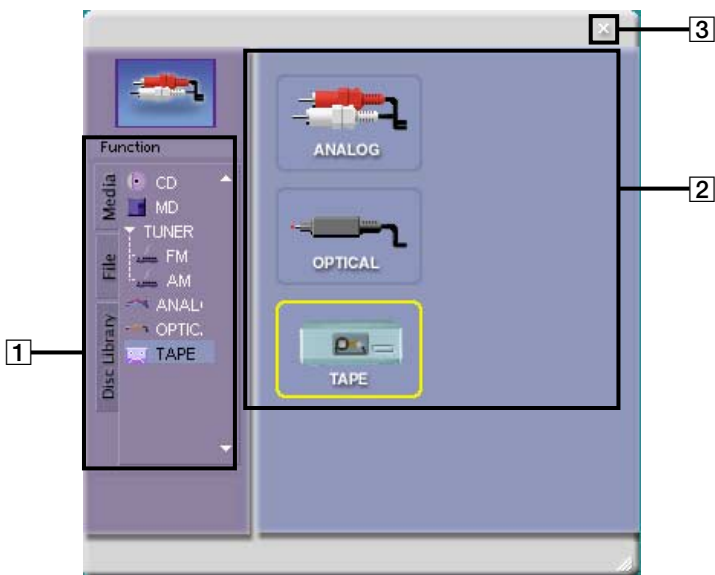 ×
3
Function
Media
File
Disc Library
CD
MD
TUNER
FM
AM
ANAL
OPTIC.
TAPE
1
ANALOG
OPTICAL
TAPE
2